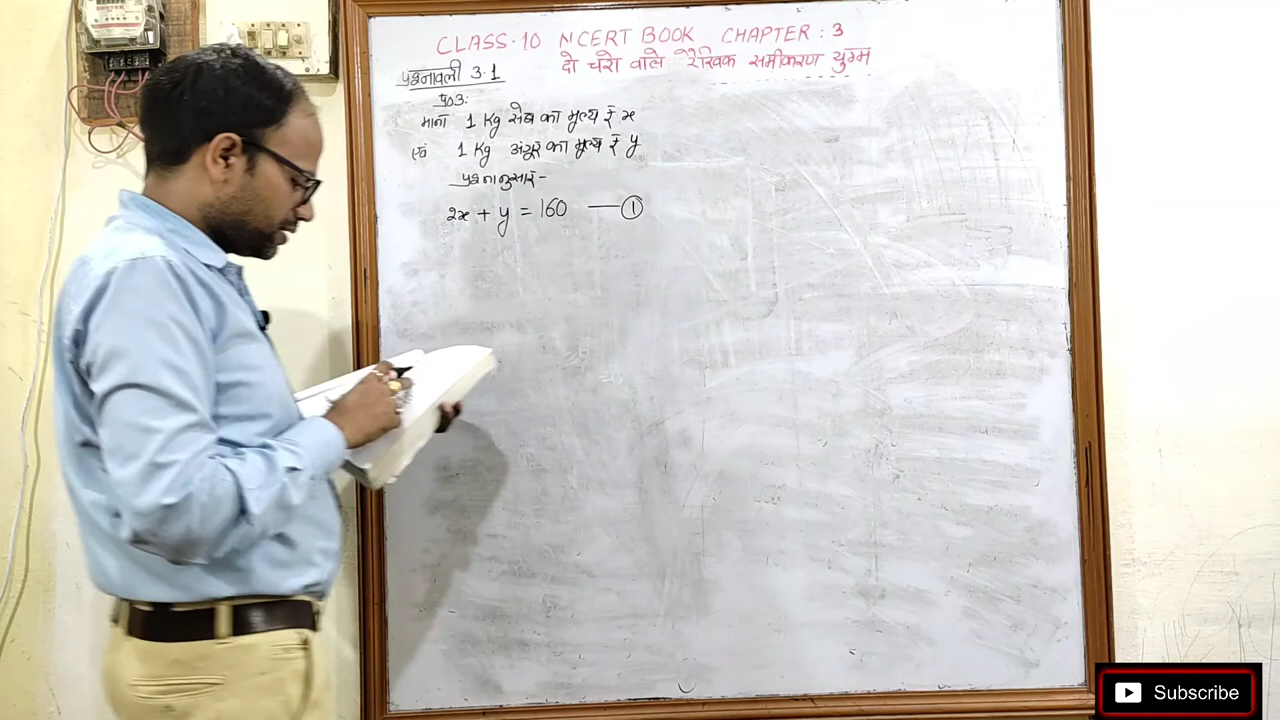 CLASS-10 NCERT BOOK CHAPTER : 3
दो चरों वाले रैखिक समीकरण युग्म
प्रश्नावली 3.1
प्र03:
माना 1 Kg सेब का मूल्य ₹ x
एवं 1 Kg अंगूर का मूल्य ₹ y
प्रश्नानुसार-
2x + y = 160 —①
Subscribe